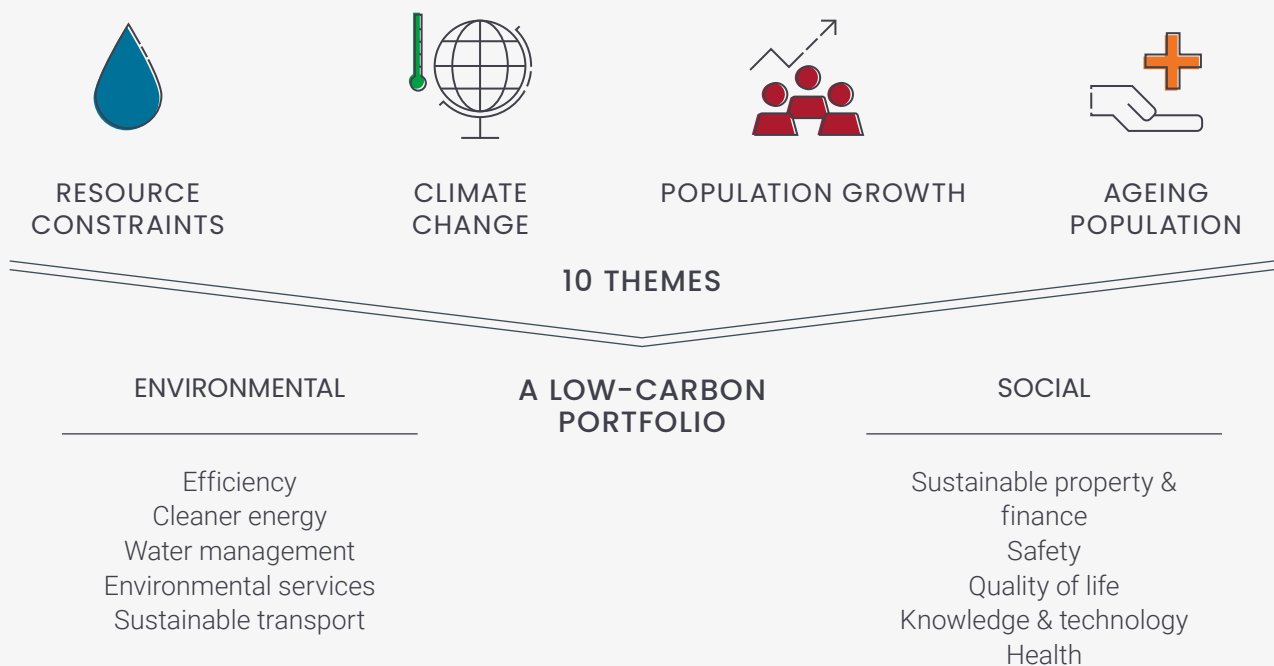 RESOURCE
CONSTRAINTS
CLIMATE
CHANGE
POPULATION GROWTH
AGEING
POPULATION
10 THEMES
ENVIRONMENTAL
Efficiency
Cleaner energy
Water management
Environmental services
Sustainable transport
A LOW-CARBON
PORTFOLIO
SOCIAL
Sustainable property &
finance
Safety
Quality of life
Knowledge & technology
Health